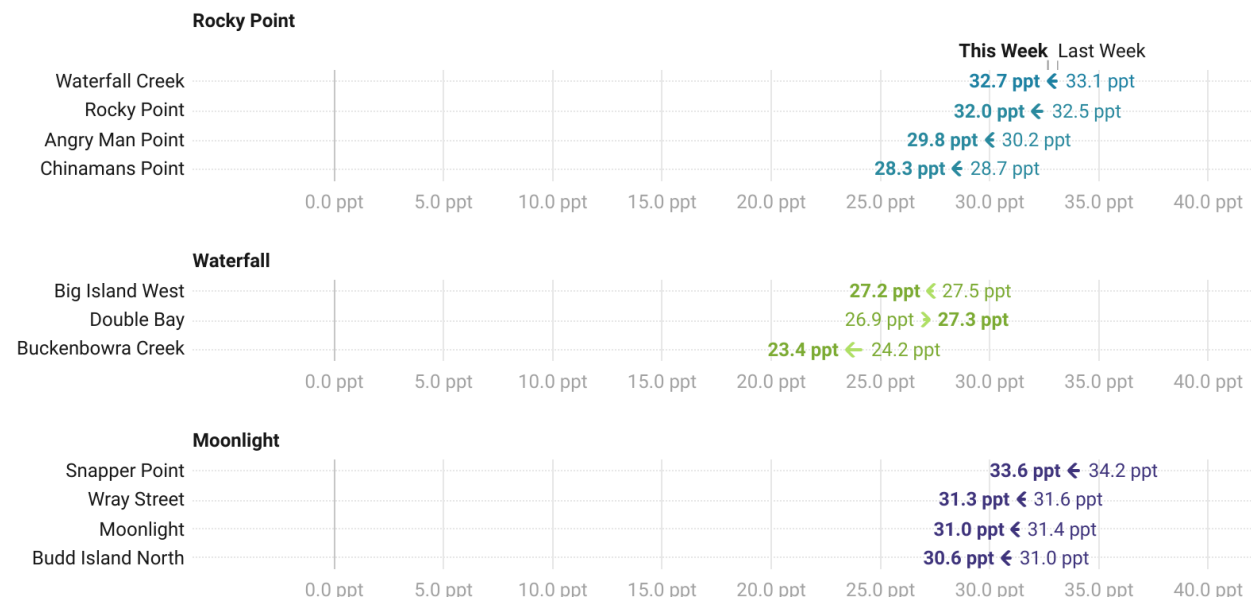 Rocky Point
This Week Last Week
Waterfall Creek 32.7 ppt 33.1 ppt
Rocky Point 32.0 ppt 32.5 ppt
Angry Man Point 29.8 ppt 30.2 ppt
Chinamans Point 28.3 ppt 28.7 ppt
0.0 ppt 5.0 ppt 10.0 ppt 15.0 ppt 20.0 ppt 25.0 ppt 30.0 ppt 35.0 ppt 40.0 ppt
Waterfall
Big Island West 27.2 ppt 27.5 ppt
Double Bay 26.9 ppt 27.3 ppt
Buckenbowra Creek 23.4 ppt 24.2 ppt
0.0 ppt 5.0 ppt 10.0 ppt 15.0 ppt 20.0 ppt 25.0 ppt 30.0 ppt 35.0 ppt 40.0 ppt
Moonlight
Snapper Point 33.6 ppt 34.2 ppt
Wray Street 31.3 ppt 31.6 ppt
Moonlight 31.0 ppt 31.4 ppt
Budd Island North 30.6 ppt 31.0 ppt
0.0 ppt 5.0 ppt 10.0 ppt 15.0 ppt 20.0 ppt 25.0 ppt 30.0 ppt 35.0 ppt 40.0 ppt